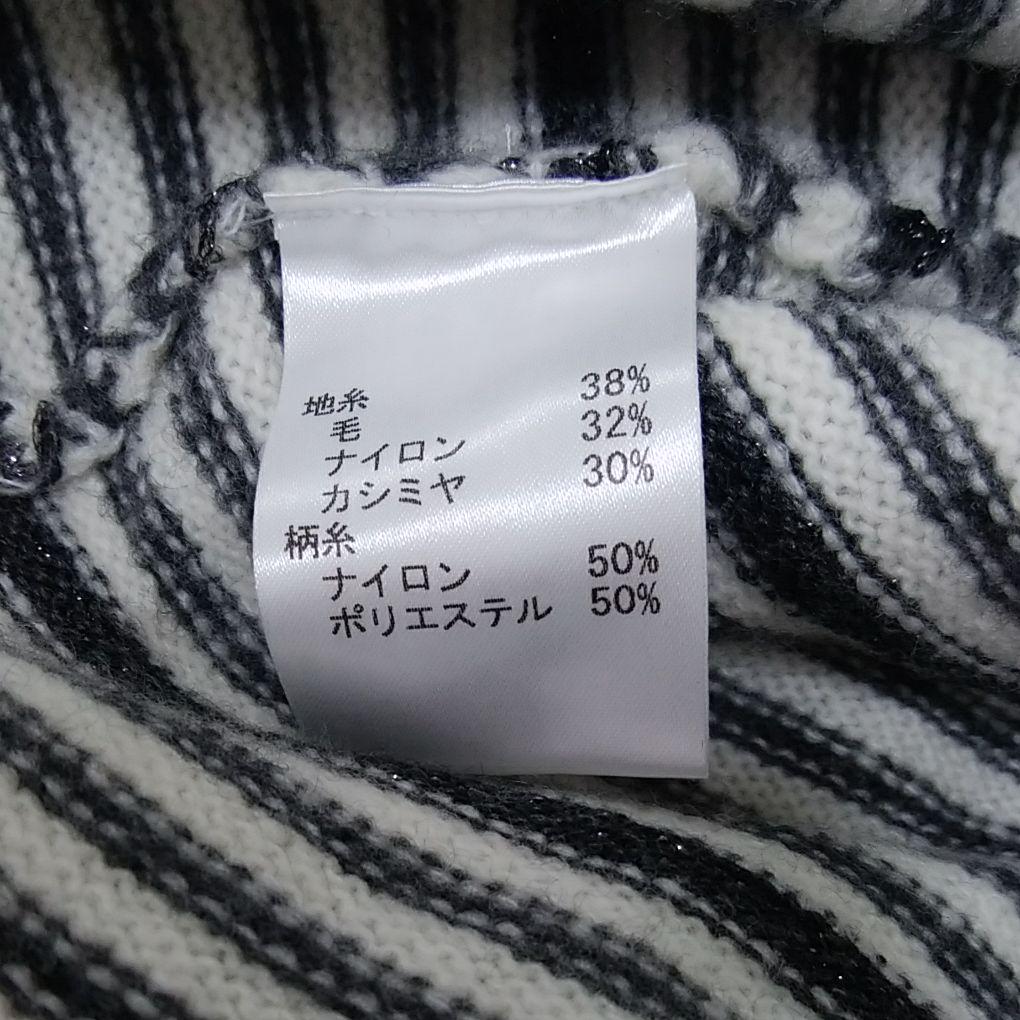 地糸
毛 38%
ナイロン 32%
カシミヤ 30%
柄糸
ナイロン 50%
ポリエステル 50%